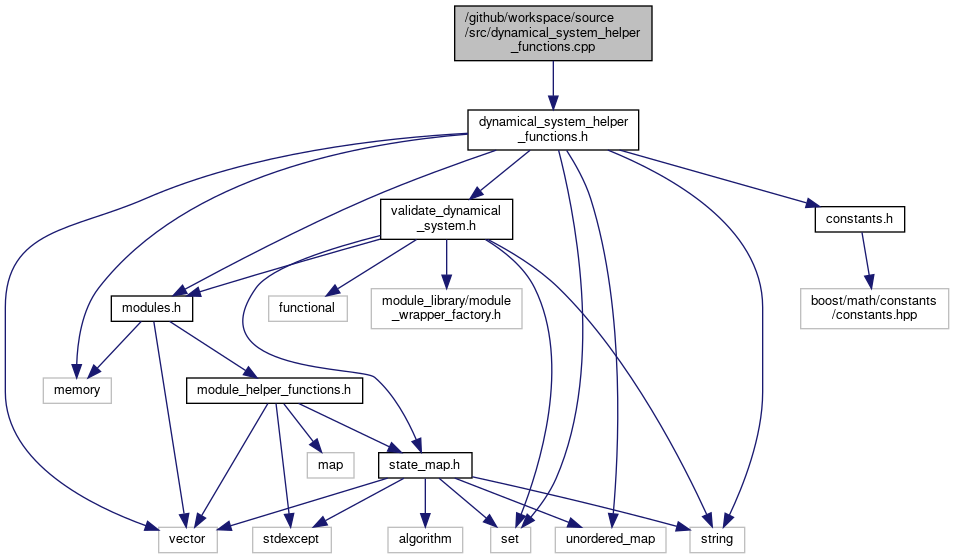 /github/workspace/source
/src/dynamical_system_helper
_functions.cpp
dynamical_system_helper
_functions.h
validate_dynamical
_system.h
constants.h
modules.h
functional
module_library/module
_wrapper_factory.h
boost/math/constants
/constants.hpp
memory
module_helper_functions.h
map
state_map.h
vector
stdexcept
algorithm
set
unordered_map
string